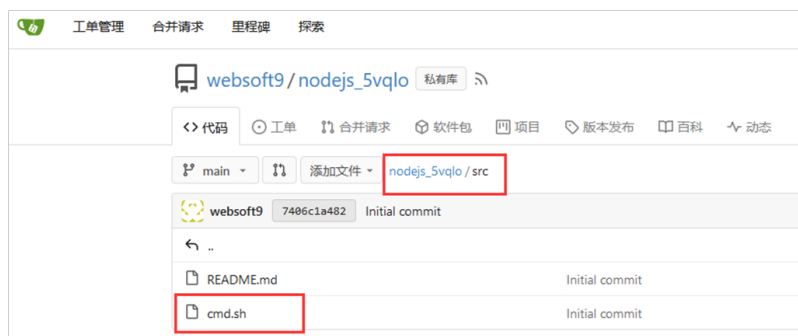 工单管理 合并请求 里程碑 探索
websoft9/nodejs_5vqlo 私有库
代码 工单 合并请求 软件包 项目 版本发布 百科 动态
main 添加文件 nodejs_5vqlo/src
websoft9 7406c1a482 Initial commit
..
README.md Initial commit
cmd.sh Initial commit